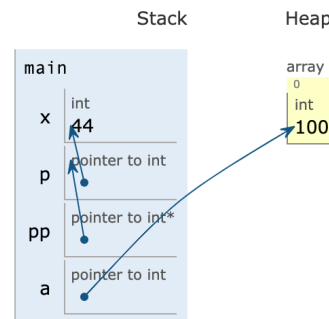 Stack Heap
main
array
0
int
int
x 44
100
pointer to int
p
pointer to int*
pp
pointer to int
a